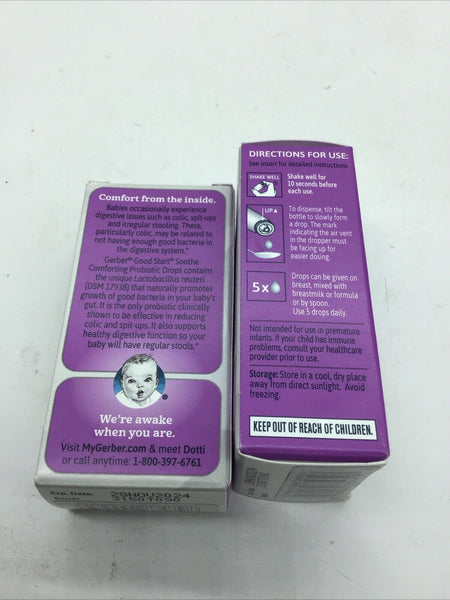 Comfort from the inside.
Babies occasionally experience
digestive issues such as colic, spit-ups
and irregular stooling. These,
particularly colic, may be related to
not having enough good bacteria in
the digestive system.
Gerber® Good Start® Soothe
Comforting Probiotic Drops contains
the unique Lactobacillus reuteri
(DSM 17938) that naturally promotes
growth of good bacteria in your baby's
gut. It is the only probiotic clinically
shown to be effective in reducing
colic and spit-ups. It also supports
healthy digestive function so your
baby will have regular stools.
We're awake
when you are.
Visit MyGerber.com & meet Dotti
or call anytime: 1-800-397-6761
Exp. Date: 29NOV2024
DIRECTIONS FOR USE:
See insert for detailed instructions
SHAKE WELL
Shake well for
10 seconds before
each use.
UP▲
To dispense, tilt the
bottle to slowly form
a drop. The mark
indicating the air vent
in the dropper must
be facing up for
easier dosing.
5x
Drops can be given on
breast, mixed with
breastmilk or formula
or by spoon.
Use 5 drops daily.
Not intended for use in premature
infants. If your child has immune
problems, consult your healthcare
provider prior to use.
Storage: Store in a cool, dry place
away from direct sunlight. Avoid
freezing.
KEEP OUT OF REACH OF CHILDREN.